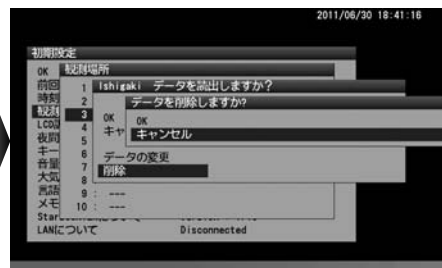 2011/06/30 18:41:16
初期設定
OK
観測場所
前回
1
Ishigaki データを読出しますか?
時刻
2
データを削除しますか?
観測
3
OK
OK
LCD
4
キャ
キャンセル
夜間
5
キー
6
データの変更
音量
7
削除
大気
8
言語
9 : ---
メモ
10 : ---
Star
LANについて Disconnected